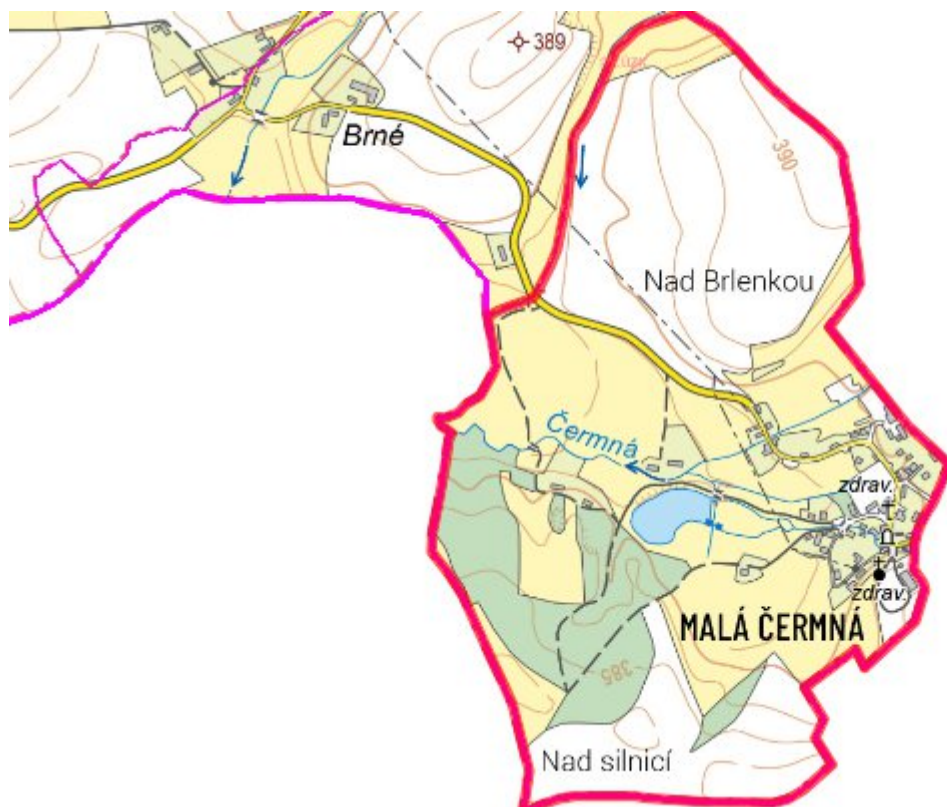 389
Brné
390
Nad Brlenkou
Čermná
zdrav.
zdrav.
MALÁ ČERMNÁ
385
Nad silnicí